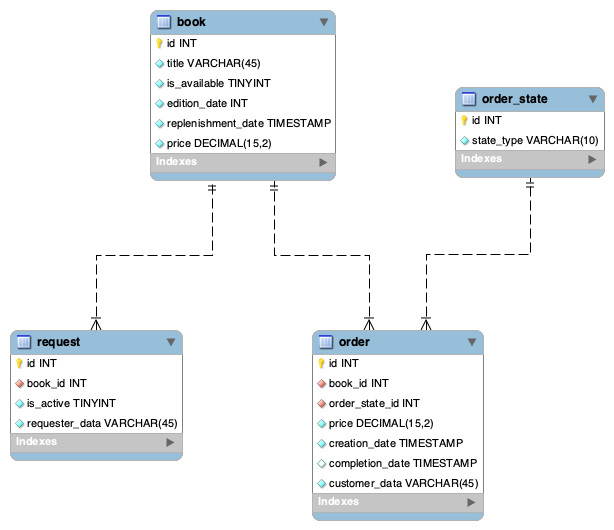 book
id INT
title VARCHAR(45)
is_available TINYINT
edition_date INT
replenishment_date TIMESTAMP
price DECIMAL(15,2)
Indexes
order_state
id INT
state_type VARCHAR(10)
Indexes
request
id INT
book_id INT
is_active TINYINT
requester_data VARCHAR(45)
Indexes
order
id INT
book_id INT
order_state_id INT
price DECIMAL(15,2)
creation_date TIMESTAMP
completion_date TIMESTAMP
customer_data VARCHAR(45)
Indexes